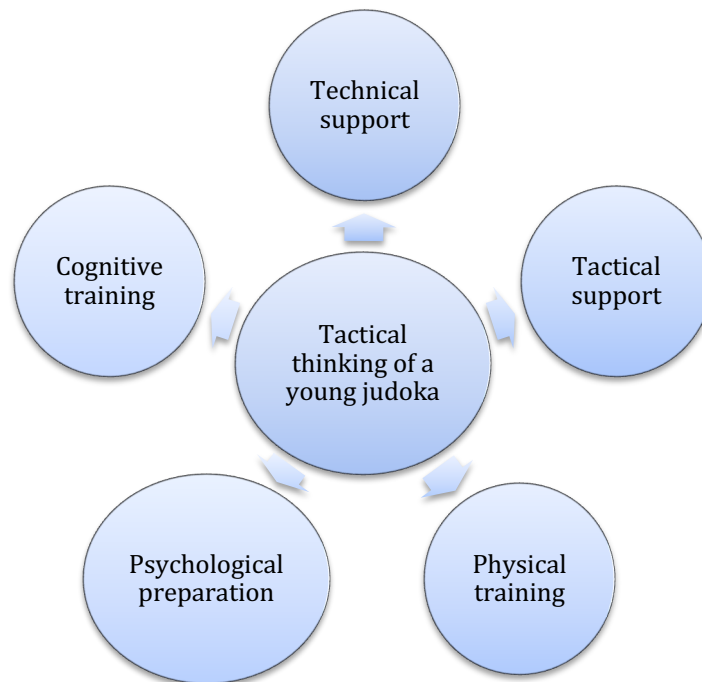 Technical
support
Cognitive
training
Tactical
support
Tactical
thinking of a
young judoka
Psychological
preparation
Physical
training